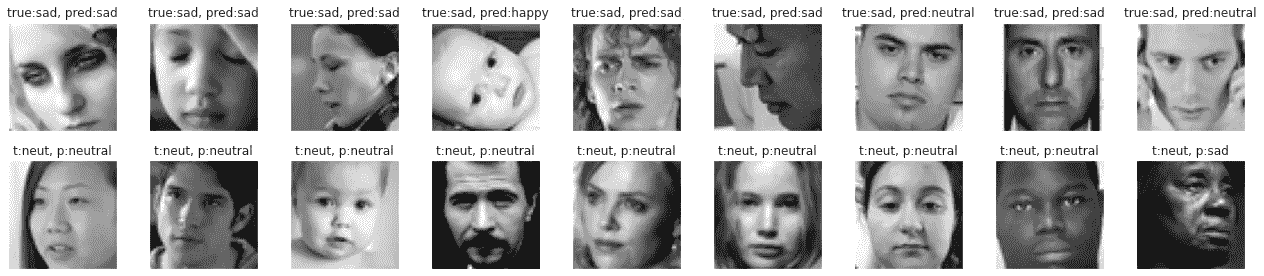 true:sad, pred:sad true:sad, pred:sad true:sad, pred:sad true:sad, pred:happy true:sad, pred:sad true:sad, pred:sad true:sad, pred:neutral true:sad, pred:sad true:sad, pred:neutral
t:neut, p:neutral t:neut, p:neutral t:neut, p:neutral t:neut, p:neutral t:neut, p:neutral t:neut, p:neutral t:neut, p:neutral t:neut, p:neutral t:neut, p:sad